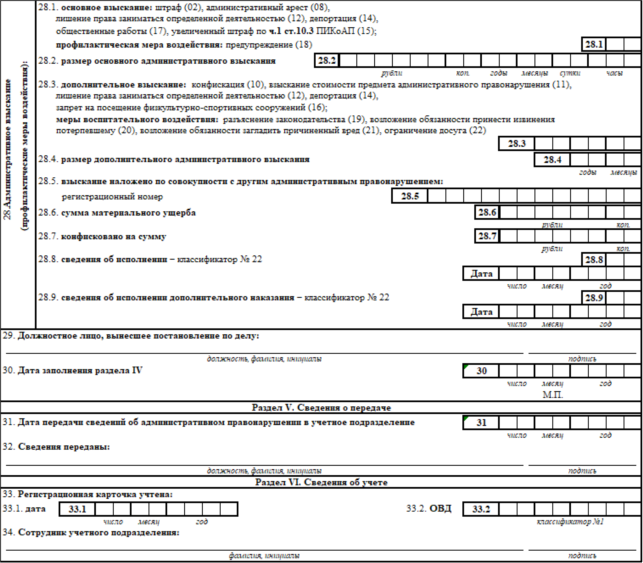 28.Административное взыскание
(профилактические меры воздействия):
28.1. основное взыскание: штраф (02), административный арест (08),
лишение права заниматься определенной деятельностью (12), депортация (14),
общественные работы (17), увеличенный штраф по ч.1 ст.10.3 ПИКоАП (15);
профилактическая мера воздействия: предупреждение (18)
28.1
28.2. размер основного административного взыскания
28.2
рубли коп. годы месяцы сутки часы
28.3. дополнительное взыскание: конфискация (10), взыскание стоимости предмета административного правонарушения (11),
лишение права заниматься определенной деятельностью (12), депортация (14),
запрет на посещение физкультурно-спортивных сооружений (16);
меры воспитательного воздействия: разъяснение законодательства (19), возложение обязанности принести извинения
потерпевшему (20), возложение обязанности загладить причиненный вред (21), ограничение досуга (22)
28.3
28.4. размер дополнительного административного взыскания
28.4
годы месяцы
28.5. взыскание наложено по совокупности с другим административным правонарушением:
регистрационный номер
28.5
28.6. сумма материального ущерба
28.6
рубли коп.
28.7. конфисковано на сумму
28.7
рубли коп.
28.8. сведения об исполнении – классификатор № 22
28.8
Дата
число месяц год
28.9. сведения об исполнении дополнительного наказания – классификатор № 22
28.9
Дата
число месяц год
29. Должностное лицо, вынесшее постановление по делу:
должность, фамилия, инициалы подпись
30. Дата заполнения раздела IV
30
число месяц год
М.П.
Раздел V. Сведения о передаче
31. Дата передачи сведений об административном правонарушении в учетное подразделение
31
число месяц год
32. Сведения переданы:
должность, фамилия, инициалы подпись
Раздел VI. Сведения об учете
33. Регистрационная карточка учтена:
33.1. дата 33.1 33.2. ОВД 33.2
число месяц год классификатор №1
34. Сотрудник учетного подразделения:
фамилия, инициалы подпись